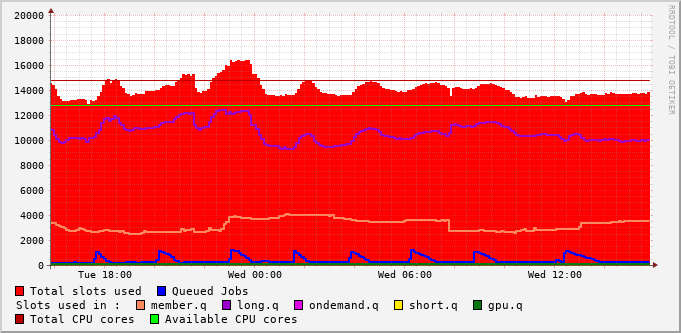 20000
18000
16000
14000
12000
10000
8000
6000
4000
2000
0
Tue 18:00 Wed 00:00 Wed 06:00 Wed 12:00
RRDTOOL / TOBI OETIKER
Total slots used Queued Jobs
Slots used in : member.q long.q ondemand.q short.q gpu.q
Total CPU cores Available CPU cores